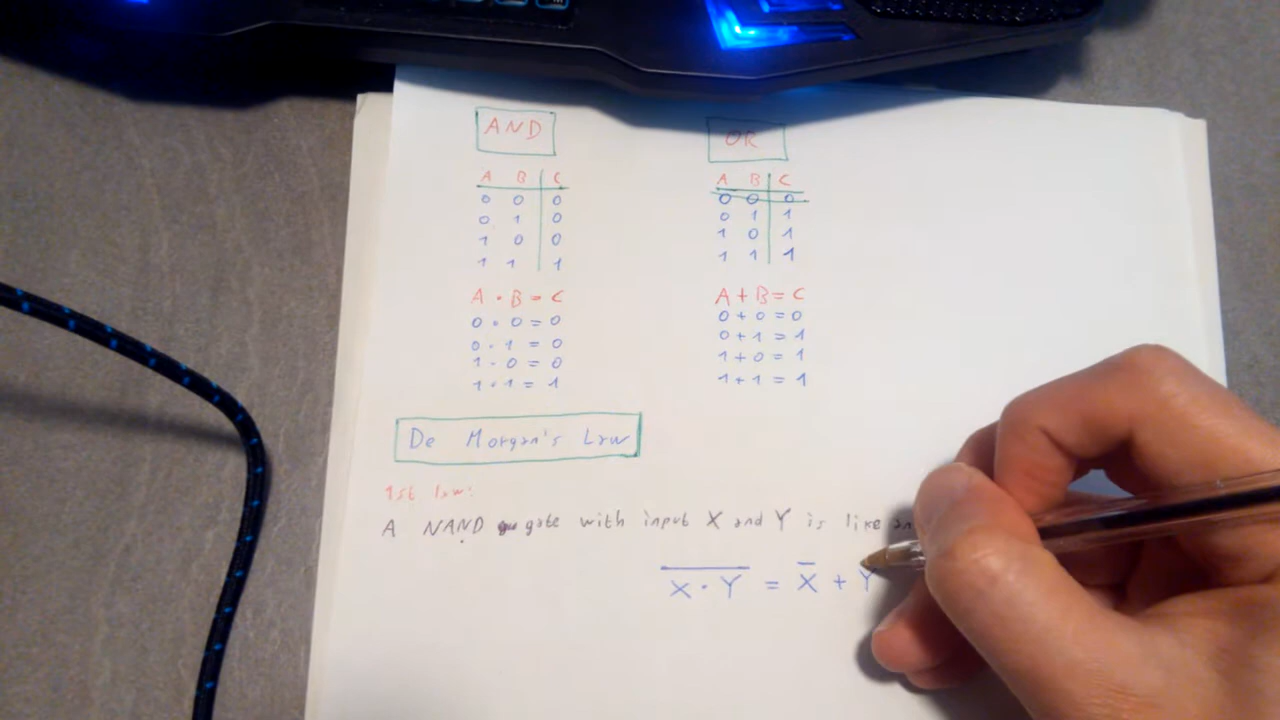 AND
A B C
0 0 0
0 1 0
1 0 0
1 1 1
A · B = C
0 · 0 = 0
0 · 1 = 0
1 · 0 = 0
1 · 1 = 1
OR
A B C
0 0 0
0 1 1
1 0 1
1 1 1
A + B = C
0 + 0 = 0
0 + 1 = 1
1 + 0 = 1
1 + 1 = 1
De Morgan's Law
1st law:
A NAND gate with input X and Y is like an
X̅ ̅·̅ ̅Y̅ = X̅ + Y